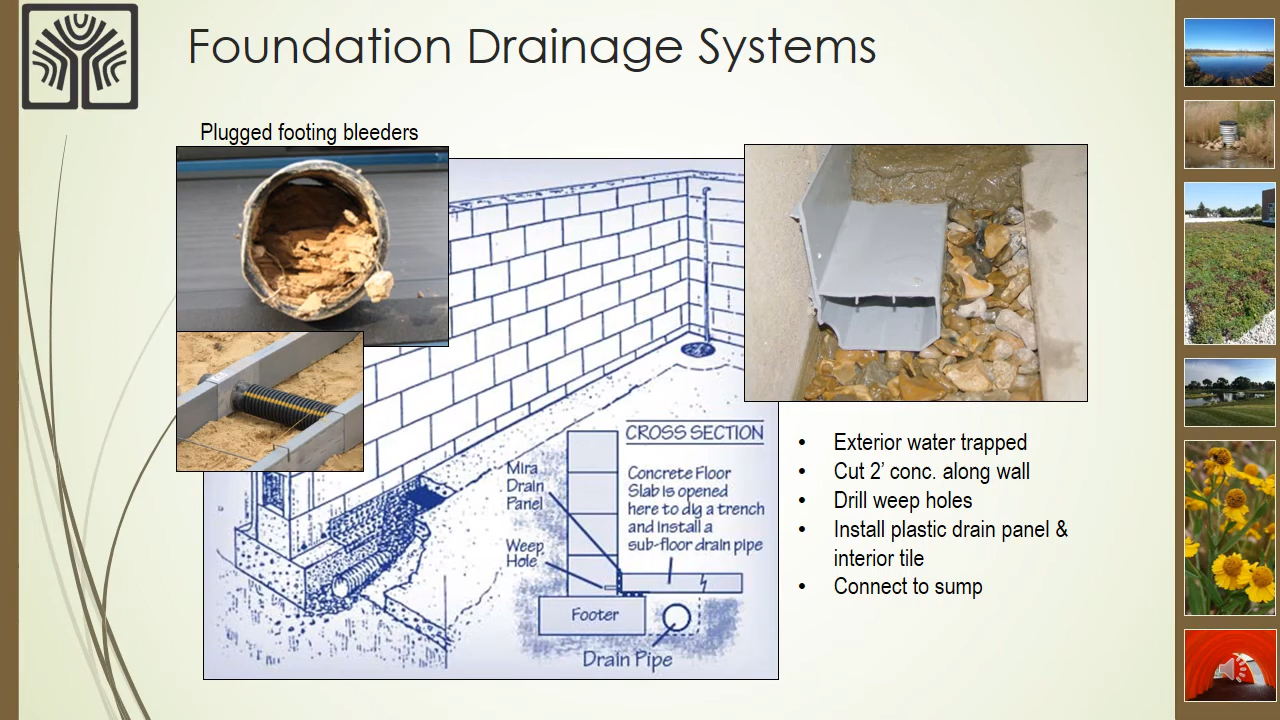 Foundation Drainage Systems
Plugged footing bleeders
CROSS SECTION
Mira
Drain
Panel
Concrete Floor
Slab is opened
here to dig a trench
and install a
sub-floor drain pipe
Weep
Hole
Footer
Drain Pipe
• Exterior water trapped
• Cut 2’ conc. along wall
• Drill weep holes
• Install plastic drain panel &
interior tile
• Connect to sump